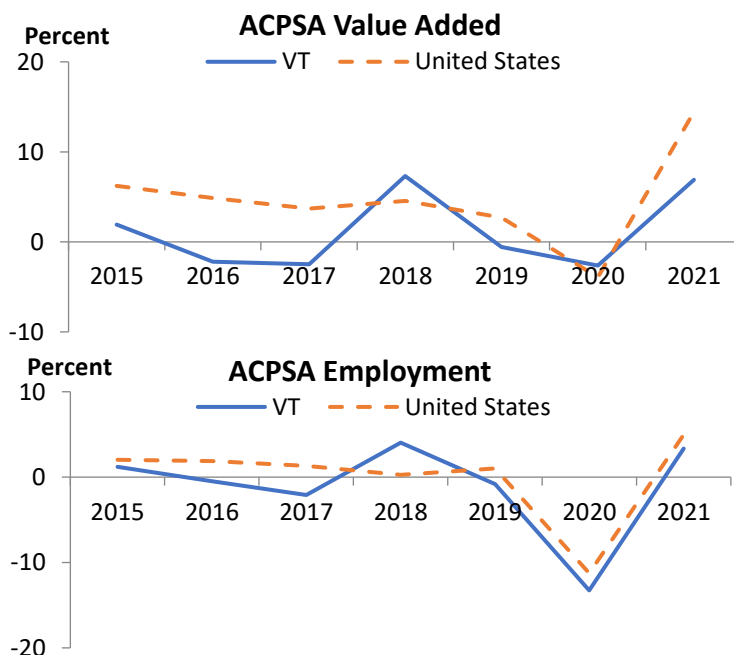 ACPSA Value Added
Percent
VT United States
20
10
0
-10
2015 2016 2017 2018 2019 2020 2021
ACPSA Employment
Percent
VT United States
10
0
-10
-20
2015 2016 2017 2018 2019 2020 2021